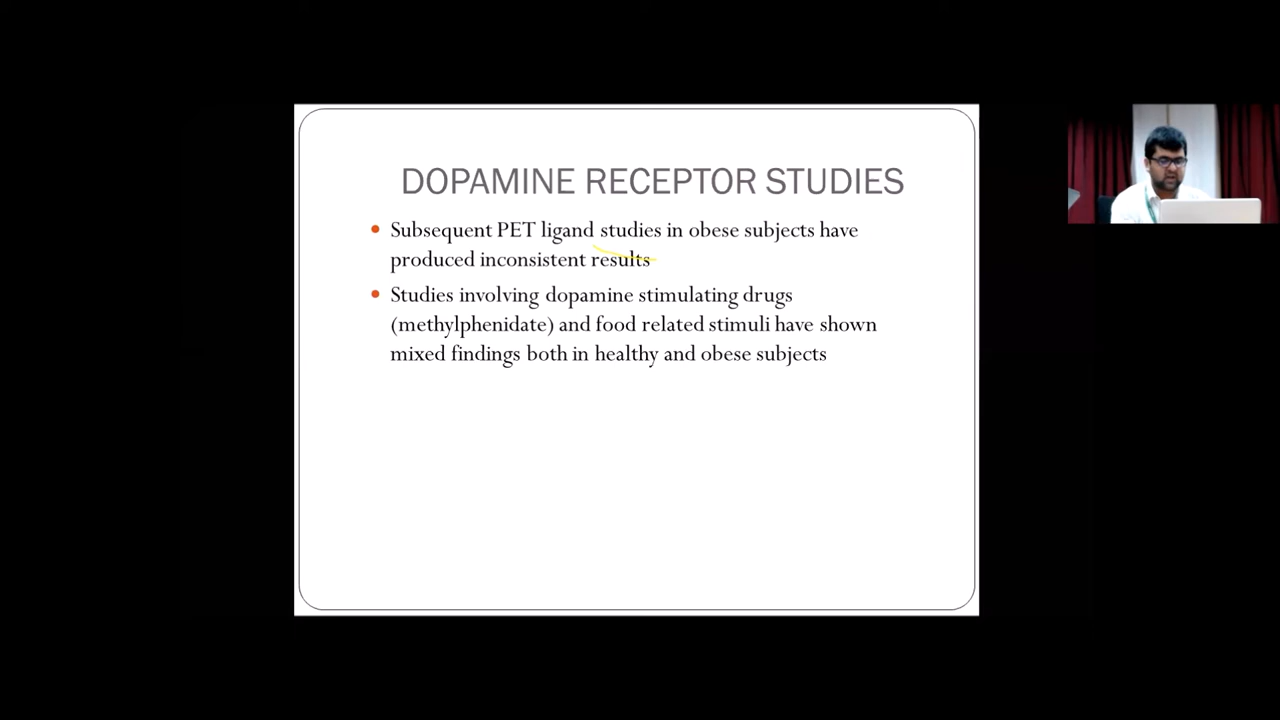 DOPAMINE RECEPTOR STUDIES
• Subsequent PET ligand studies in obese subjects have
produced inconsistent results
• Studies involving dopamine stimulating drugs
(methylphenidate) and food related stimuli have shown
mixed findings both in healthy and obese subjects